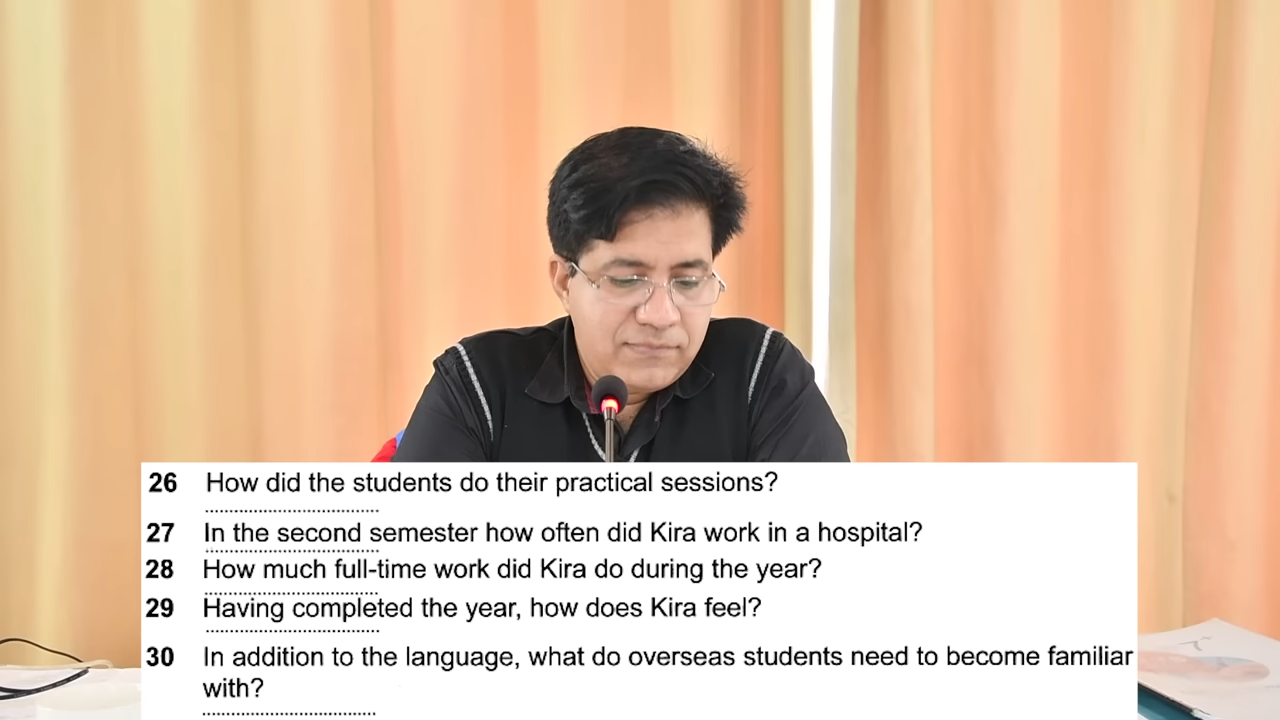 26 How did the students do their practical sessions?
................................
27 In the second semester how often did Kira work in a hospital?
................................
28 How much full-time work did Kira do during the year?
................................
29 Having completed the year, how does Kira feel?
................................
30 In addition to the language, what do overseas students need to become familiar
with?
................................